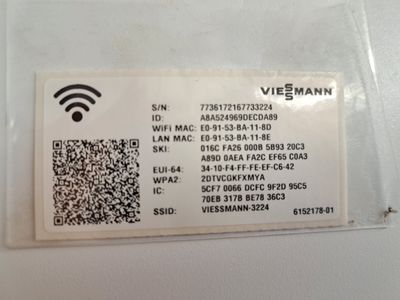 VIESSMANN
S/N: 7736172167733224
ID: A8A524969DECDA89
WiFi MAC: E0-91-53-BA-11-8D
LAN MAC: E0-91-53-BA-11-8E
SKI: 016C FA26 000B 5B93 20C3
A89D 0AEA FA2C EF65 C0A3
EUI-64: 34-10-F4-FF-FE-EF-C6-42
WPA2: 2DTVCGKFXMYA
IC: 5CF7 0066 DCFC 9F2D 95C5
70EB 317B BE78 36C3
SSID: VIESSMANN-3224
6152178-01